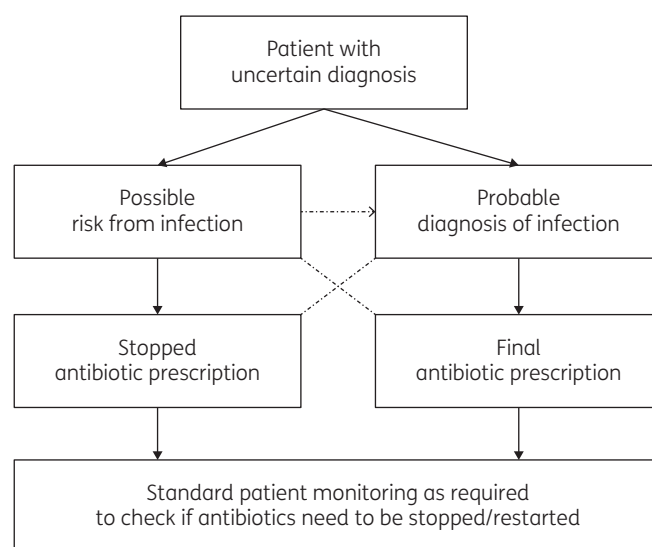 Patient with
uncertain diagnosis
Possible
risk from infection
Probable
diagnosis of infection
Stopped
antibiotic prescription
Final
antibiotic prescription
Standard patient monitoring as required
to check if antibiotics need to be stopped/restarted